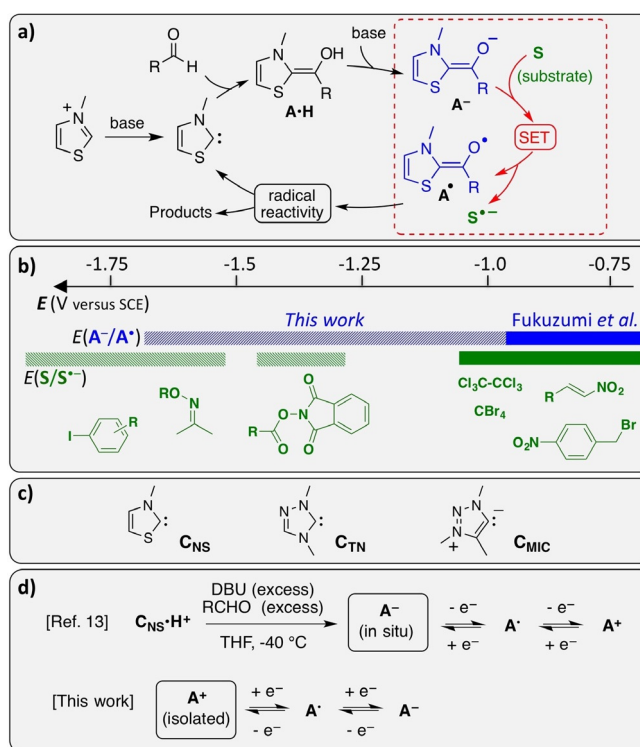 a)
O
R
H
N
S
OH
R
A•H
base
N
S
O−
R
A−
S
(substrate)
SET
+
N
S
base
N
S
:
N
S
O•
R
A•
S•−
radical
reactivity
Products
b)
-1.75
-1.5
-1.25
-1.0
-0.75
E (V versus SCE)
This work
Fukuzumi et al.
E(A−/A•)
E(S/S•−)
I
R
RO
N
R
O
O
N
O
O
Cl3C-CCl3
CBr4
R
NO2
O2N
Br
c)
N
S
:
CNS
N
N
N
:
CTN
N
N
N
+
−
:
CMIC
d)
[Ref. 13]
CNS•H+
DBU (excess)
RCHO (excess)
THF, -40 °C
A−
(in situ)
- e−
+ e−
A•
- e−
+ e−
A+
[This work]
A+
(isolated)
+ e−
- e−
A•
+ e−
- e−
A−